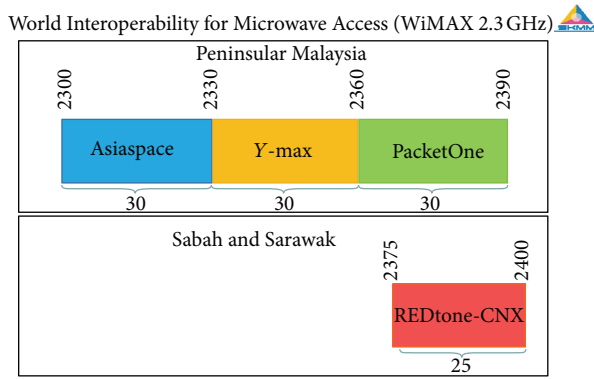 World Interoperability for Microwave Access (WiMAX 2.3 GHz)
SKMM
Peninsular Malaysia
2300
2330
2360
2390
Asiaspace
Y-max
PacketOne
30
30
30
Sabah and Sarawak
2375
2400
REDtone-CNX
25